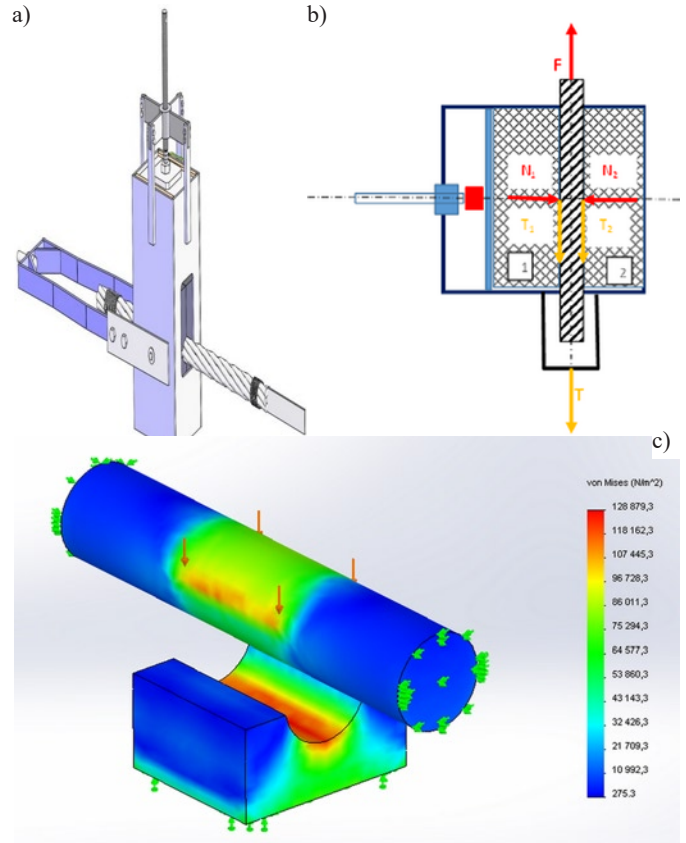 a)
b)
F
N₁
N₂
T₁
T₂
1
2
T
c)
von Mises (N/m^2)
128 879,3
118 162,3
107 445,3
96 728,3
86 011,3
75 294,3
64 577,3
53 860,3
43 143,3
32 426,3
21 709,3
10 992,3
275.3